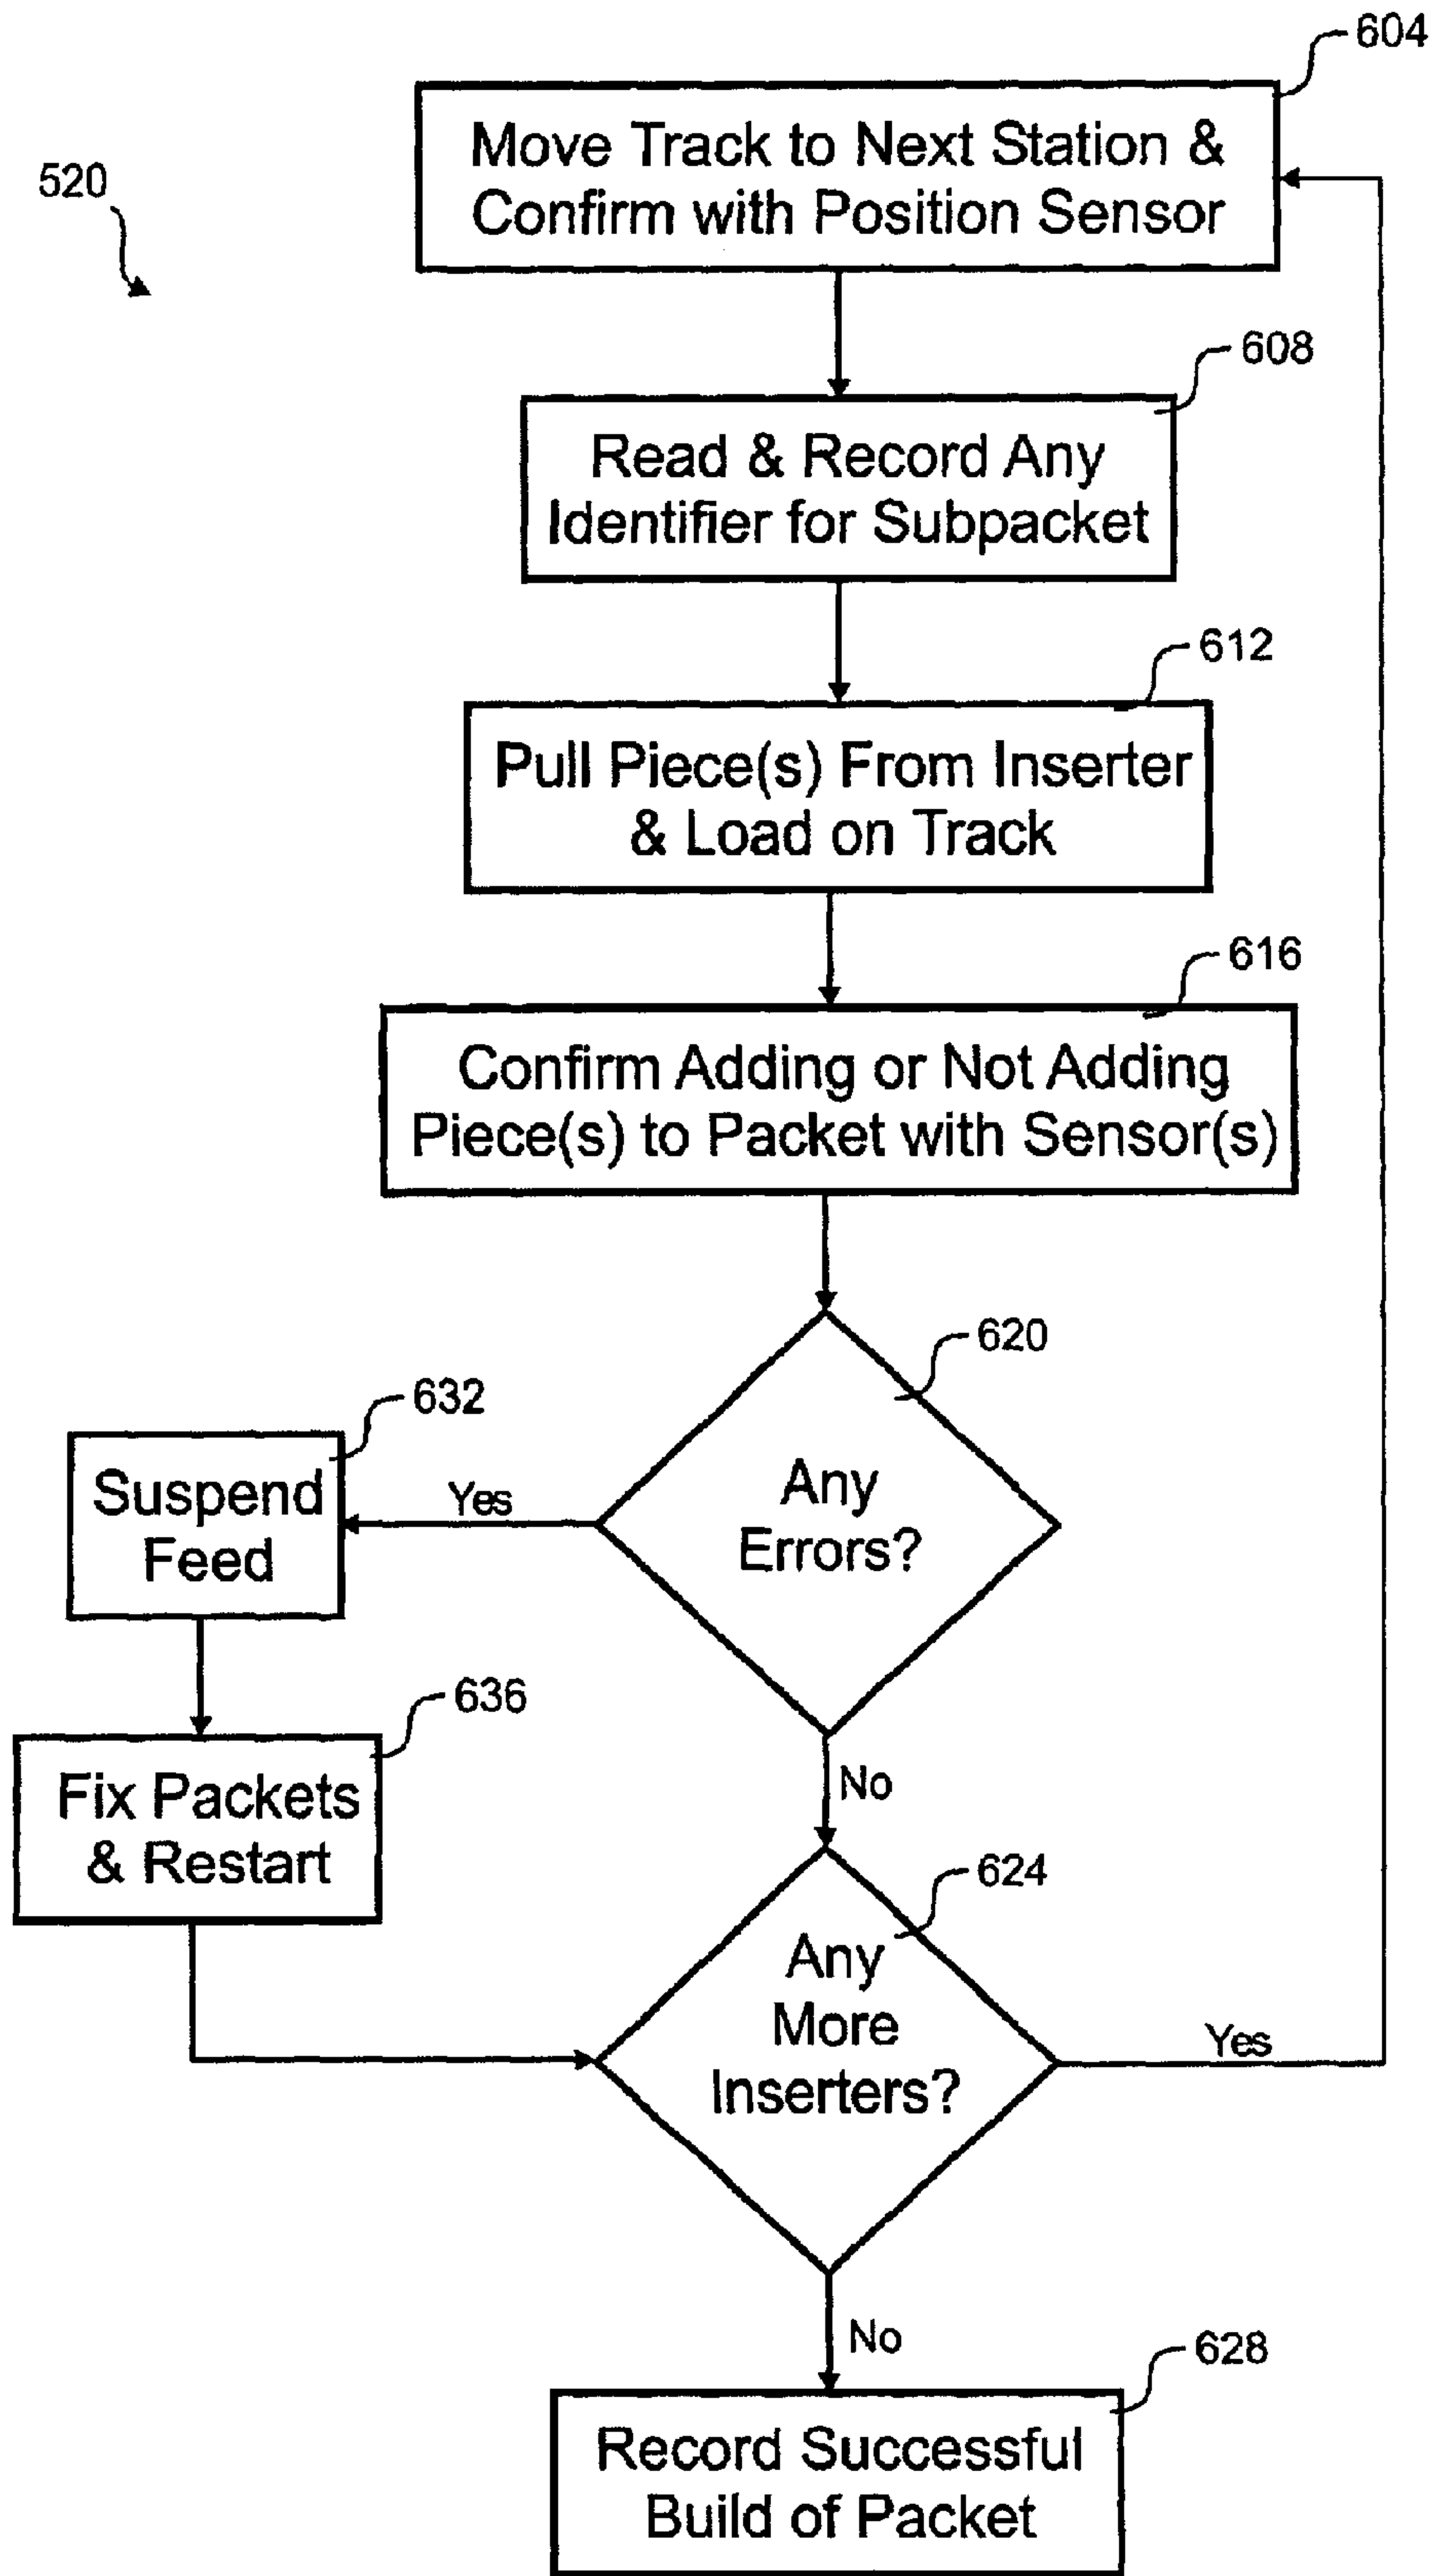 604
Move Track to Next Station &
Confirm with Position Sensor
520
608
Read & Record Any
Identifier for Subpacket
612
Pull Piece(s) From Inserter
& Load on Track
616
Confirm Adding or Not Adding
Piece(s) to Packet with Sensor(s)
620
Any
Errors?
Yes
632
Suspend
Feed
636
Fix Packets
& Restart
No
624
Any
More
Inserters?
Yes
No
628
Record Successful
Build of Packet